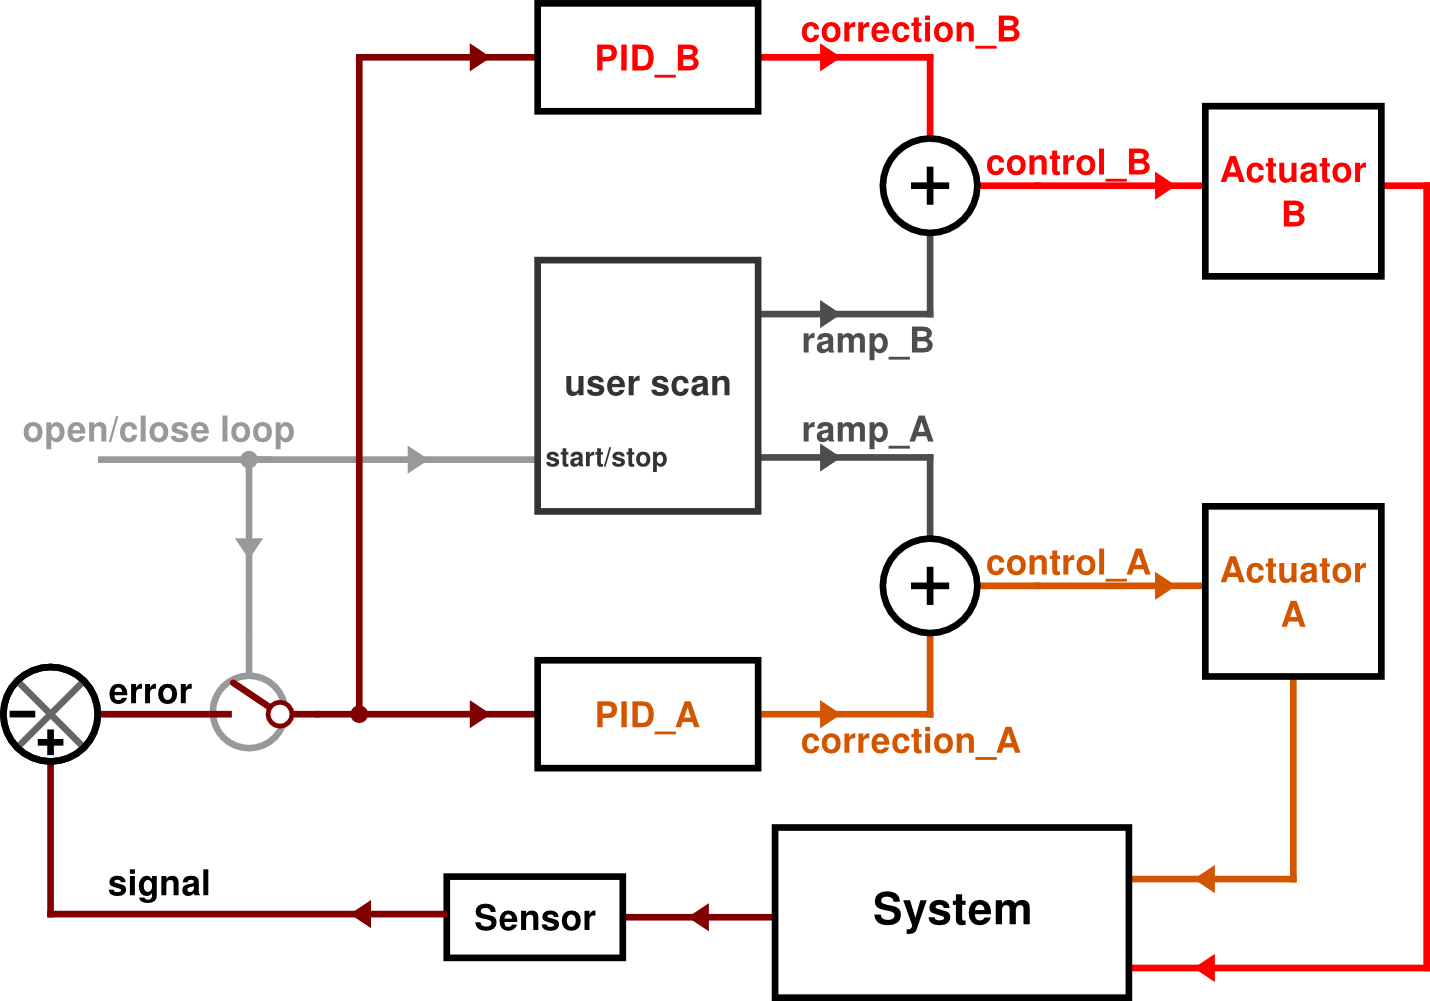 correction_B
PID_B
+
control_B
Actuator
B
ramp_B
user scan
start/stop
open/close loop
ramp_A
+
control_A
Actuator
A
error
−
+
PID_A
correction_A
signal
Sensor
System